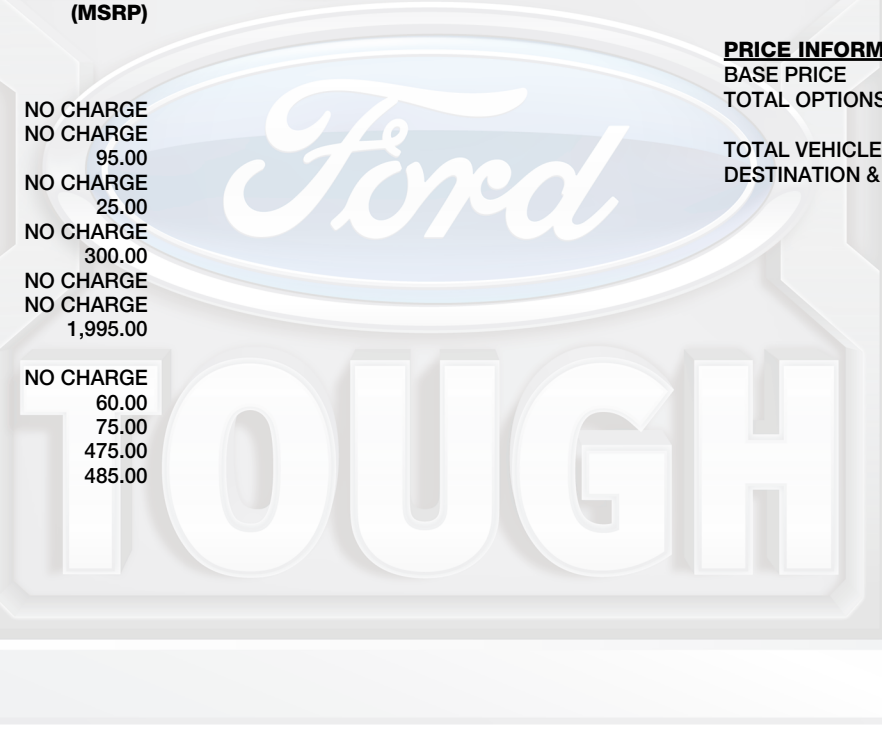 (MSRP)
NO CHARGE
NO CHARGE
95.00
NO CHARGE
25.00
NO CHARGE
300.00
NO CHARGE
NO CHARGE
1,995.00
NO CHARGE
60.00
75.00
475.00
485.00
PRICE INFORM
BASE PRICE
TOTAL OPTIONS
TOTAL VEHICLE
DESTINATION &
Ford
TOUGH